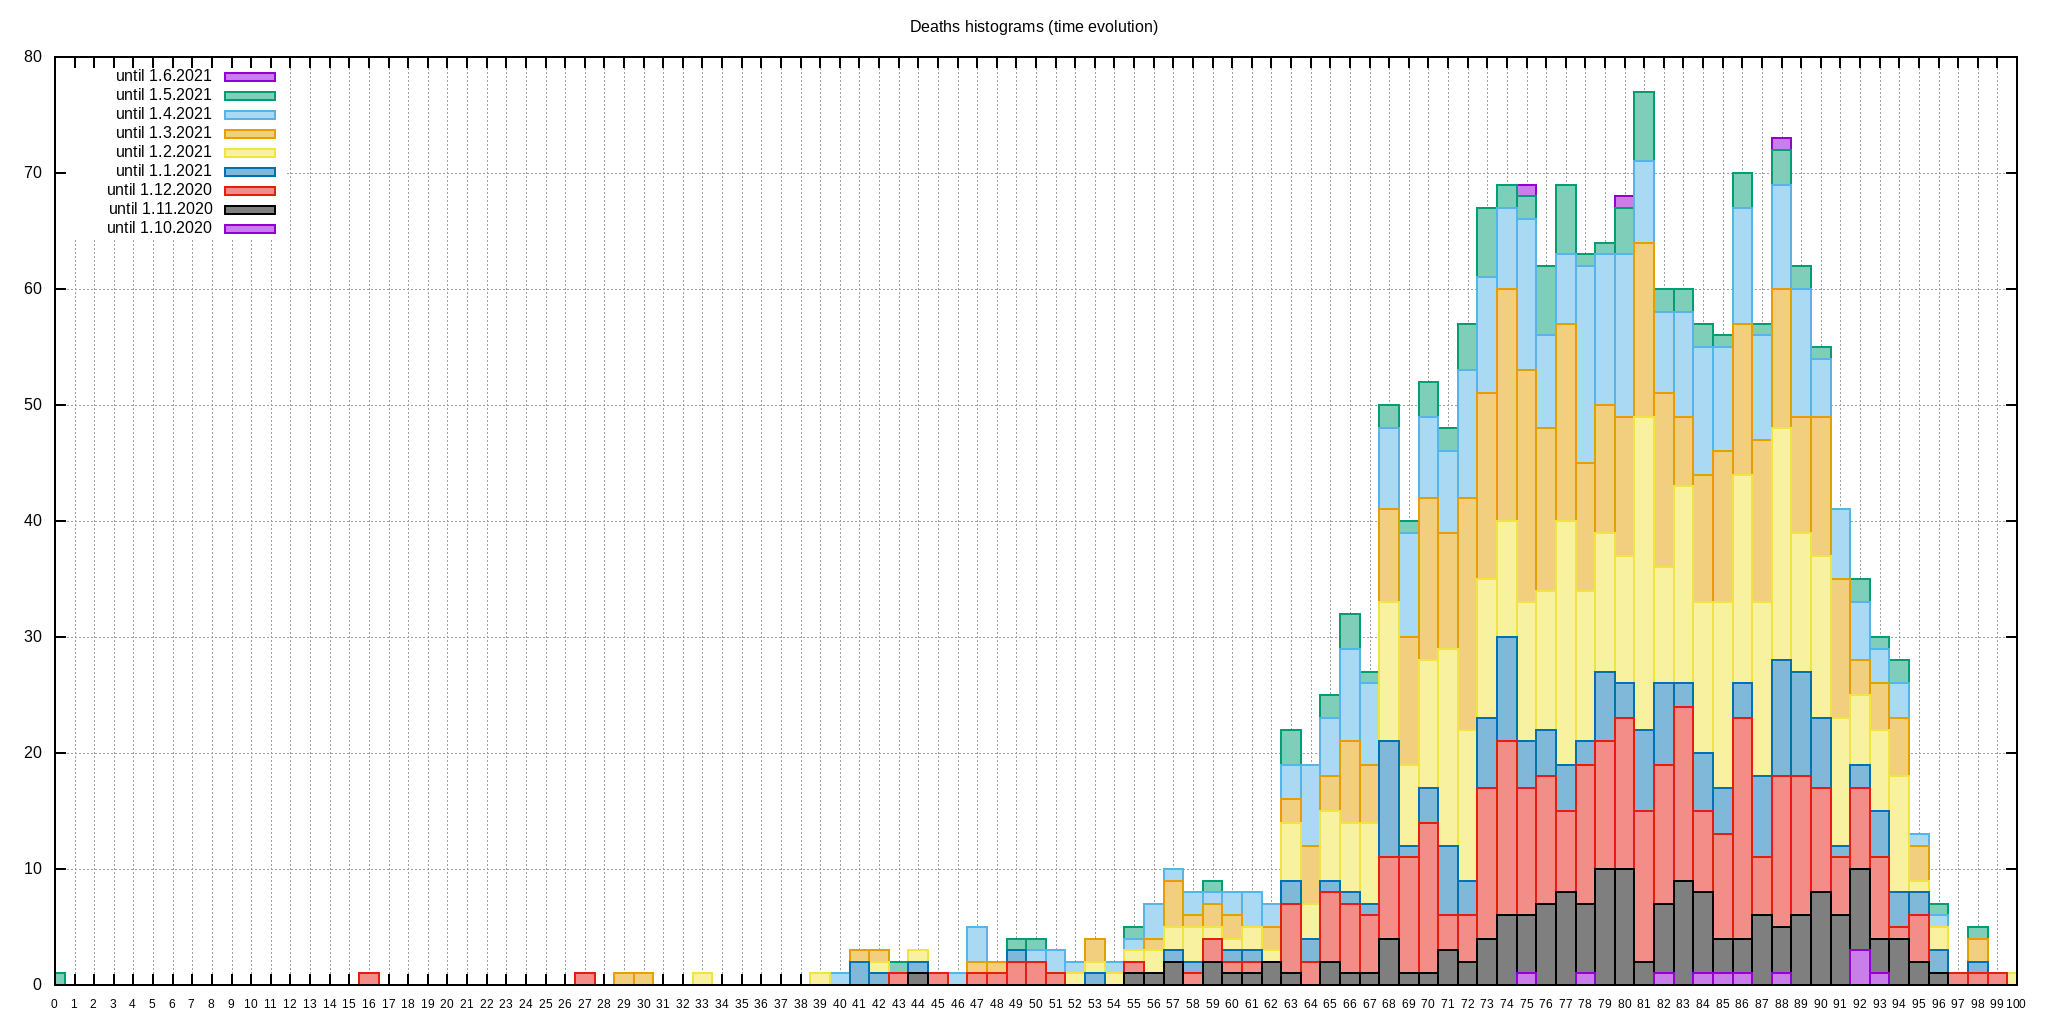 Deaths histograms (time evolution)
80
70
60
50
40
30
20
10
0
until 1.6.2021
until 1.5.2021
until 1.4.2021
until 1.3.2021
until 1.2.2021
until 1.1.2021
until 1.12.2020
until 1.11.2020
until 1.10.2020
0 1 2 3 4 5 6 7 8 9 10 11 12 13 14 15 16 17 18 19 20 21 22 23 24 25 26 27 28 29 30 31 32 33 34 35 36 37 38 39 40 41 42 43 44 45 46 47 48 49 50 51 52 53 54 55 56 57 58 59 60 61 62 63 64 65 66 67 68 69 70 71 72 73 74 75 76 77 78 79 80 81 82 83 84 85 86 87 88 89 90 91 92 93 94 95 96 97 98 99 100